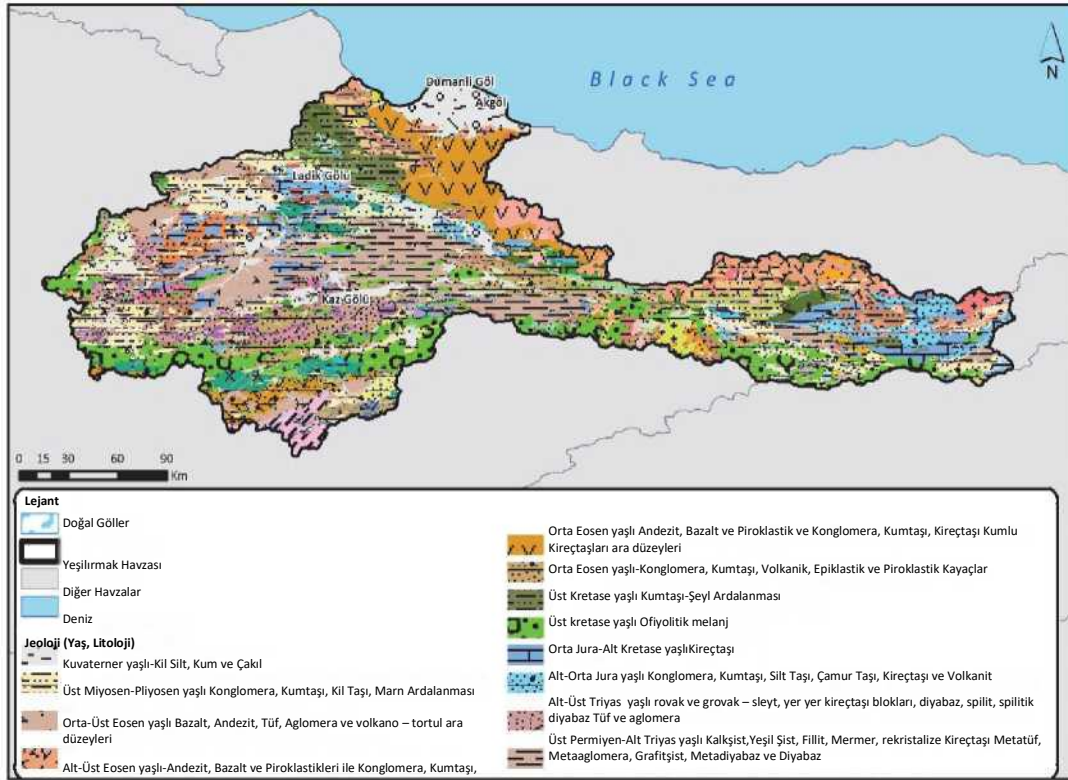 Black Sea
N
Dumanli Göl
Akgöl
Ladik Gölü
Kaz Gölü
0 15 30 60 90
Km
Lejant
Doğal Göller
Yeşilırmak Havzası
Diğer Havzalar
Deniz
Jeoloji (Yaş, Litoloji)
Kuvaterner yaşlı-Kil Silt, Kum ve Çakıl
Üst Miyosen-Pliyosen yaşlı Konglomera, Kumtaşı, Kil Taşı, Marn Ardalanması
Orta-Üst Eosen yaşlı Bazalt, Andezit, Tüf, Aglomera ve volkano – tortul ara
düzeyleri
Alt-Üst Eosen yaşlı-Andezit, Bazalt ve Piroklastikleri ile Konglomera, Kumtaşı,
Orta Eosen yaşlı Andezit, Bazalt ve Piroklastik ve Konglomera, Kumtaşı, Kireçtaşı Kumlu
Kireçtaşları ara düzeyleri
Orta Eosen yaşlı-Konglomera, Kumtaşı, Volkanik, Epiklastik ve Piroklastik Kayaçlar
Üst Kretase yaşlı Kumtaşı-Şeyl Ardalanması
Üst kretase yaşlı Ofiyolitik melanj
Orta Jura-Alt Kretase yaşlıKireçtaşı
Alt-Orta Jura yaşlı Konglomera, Kumtaşı, Silt Taşı, Çamur Taşı, Kireçtaşı ve Volkanit
Alt-Üst Triyas yaşlı rovak ve grovak – sleyt, yer yer kireçtaşı blokları, diyabaz, spilit, spilitik
diyabaz Tüf ve aglomera
Üst Permiyen-Alt Triyas yaşlı Kalkşist,Yeşil Şist, Fillit, Mermer, rekristalize Kireçtaşı Metatüf,
Metaaglomera, Grafitşist, Metadiyabaz ve Diyabaz